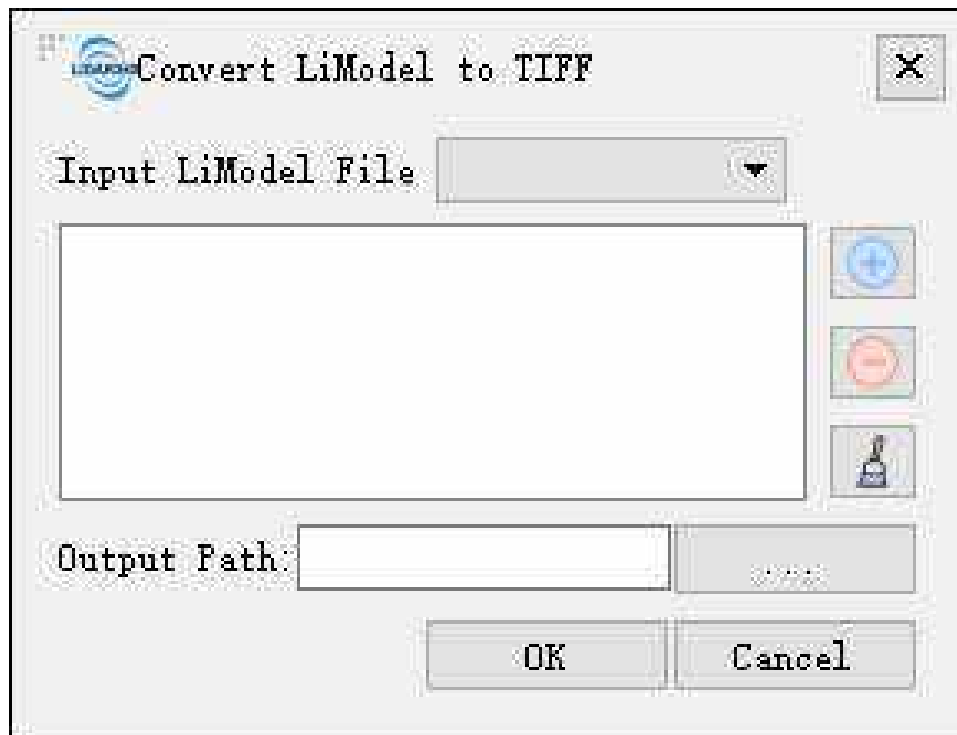 Convert LiModel to TIFF
Input LiModel File
Output Path:
...
OK
Cancel